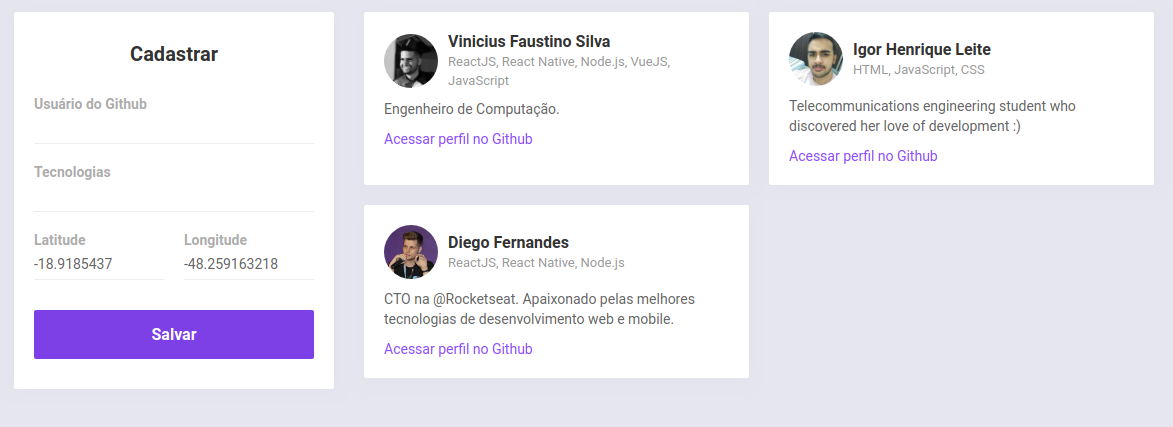 Cadastrar
Usuário do Github
Tecnologias
Latitude
Longitude
-18.9185437
-48.259163218
Salvar
Vinicius Faustino Silva
ReactJS, React Native, Node.js, VueJS,
JavaScript
Engenheiro de Computação.
Acessar perfil no Github
Igor Henrique Leite
HTML, JavaScript, CSS
Telecommunications engineering student who
discovered her love of development :)
Acessar perfil no Github
Diego Fernandes
ReactJS, React Native, Node.js
CTO na @Rocketseat. Apaixonado pelas melhores
tecnologias de desenvolvimento web e mobile.
Acessar perfil no Github